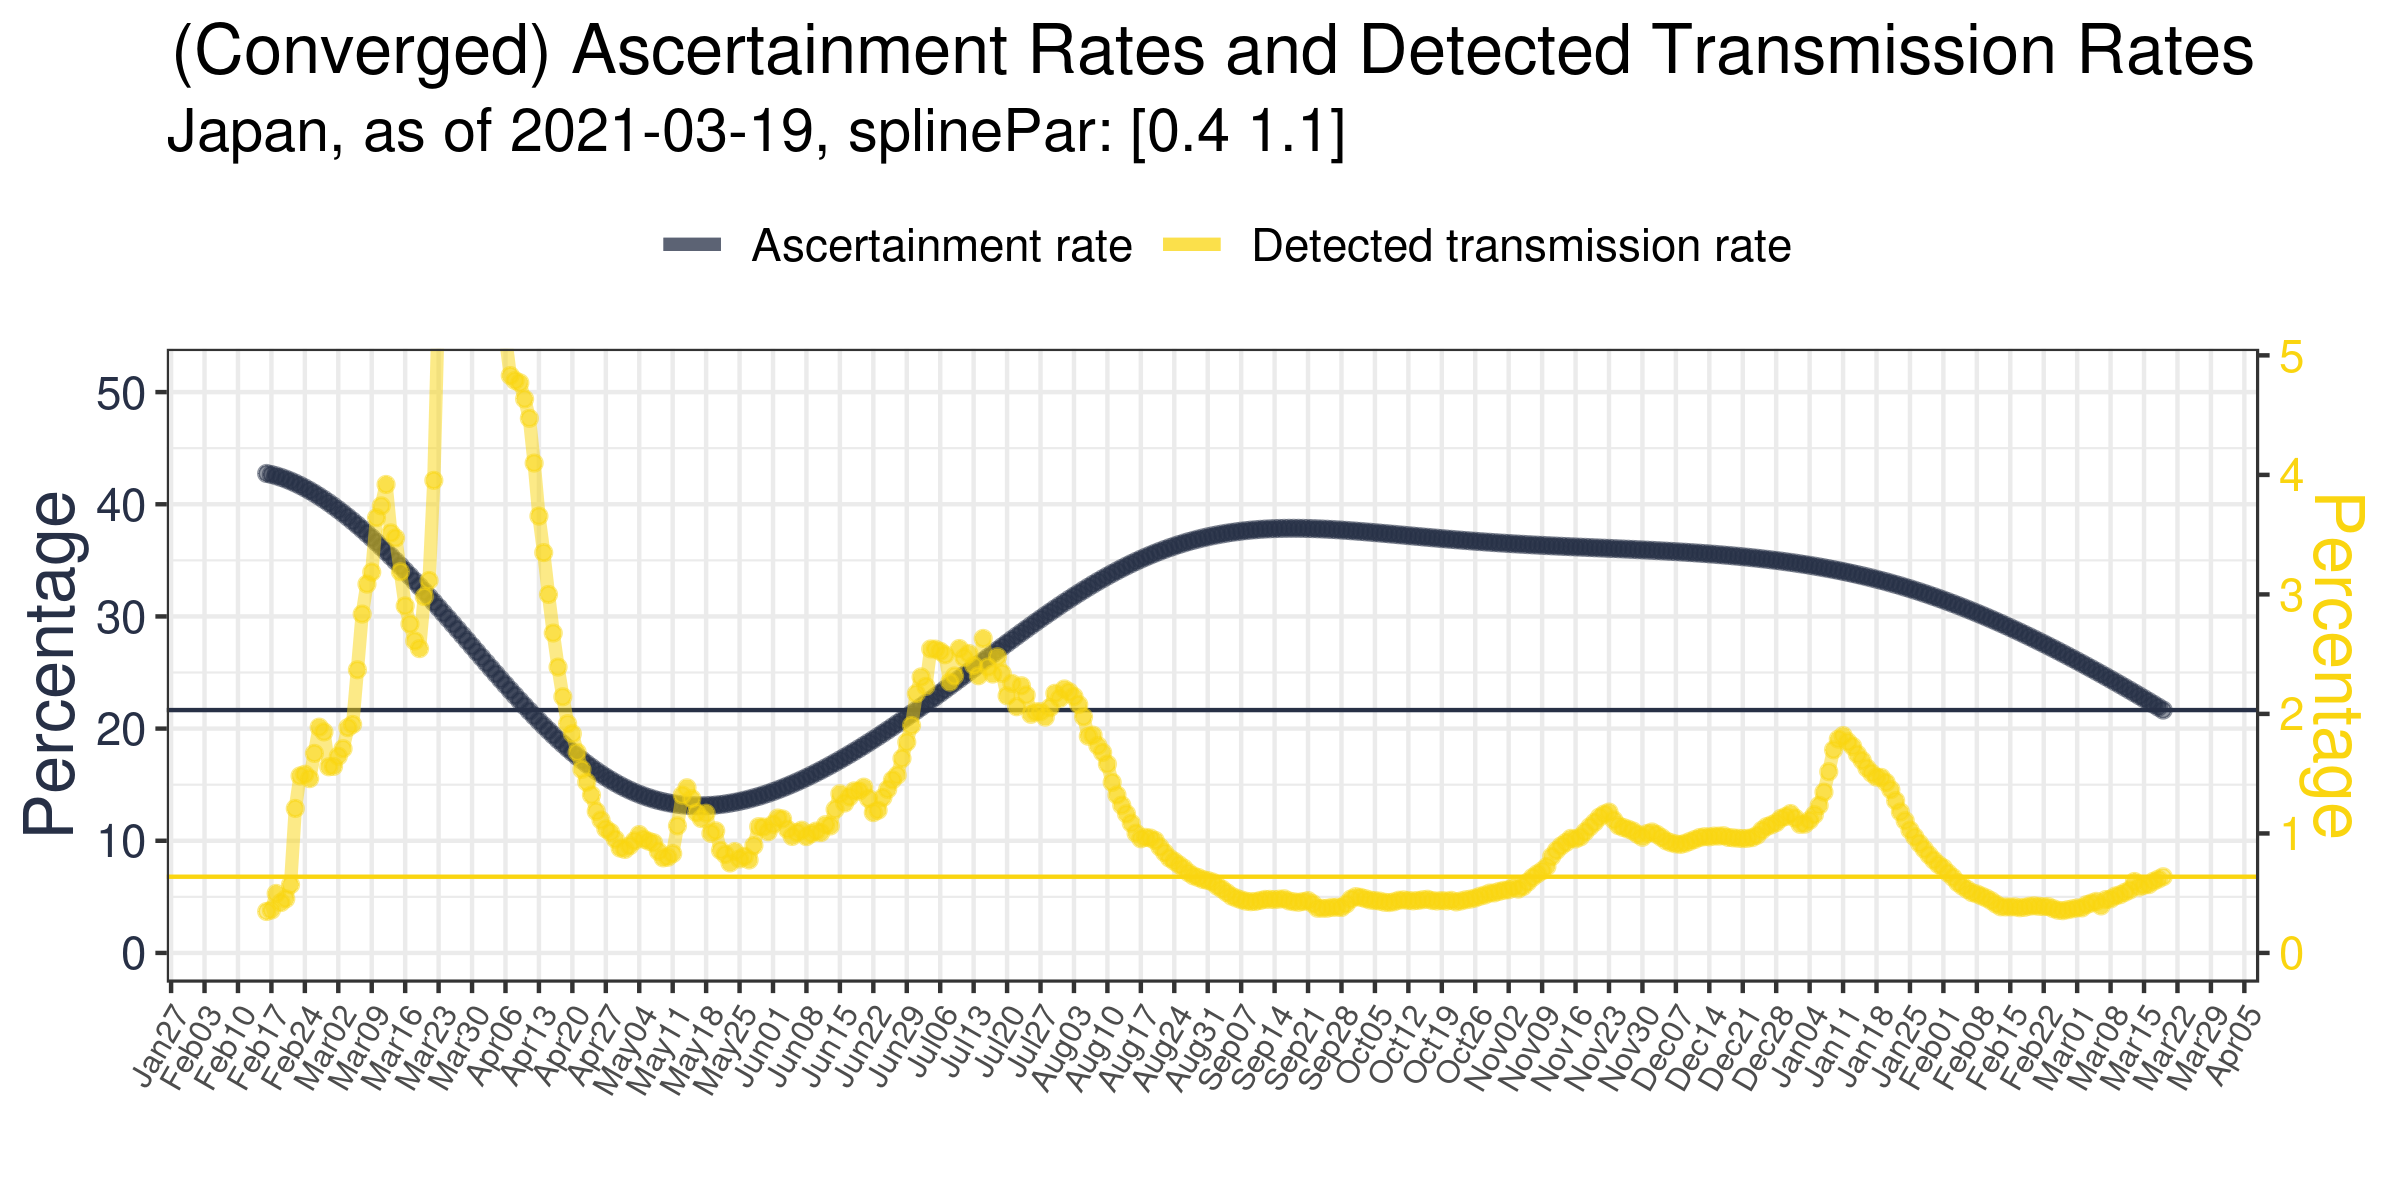 (Converged) Ascertainment Rates and Detected Transmission Rates
Japan, as of 2021-03-19, splinePar: [0.4 1.1]
Ascertainment rate
Detected transmission rate
Percentage
50
40
30
20
10
0
5
4
3
2
1
0
Percentage
Jan27
Feb03
Feb10
Feb17
Feb24
Mar02
Mar09
Mar16
Mar23
Mar30
Apr06
Apr13
Apr20
Apr27
May04
May11
May18
May25
Jun01
Jun08
Jun15
Jun22
Jun29
Jul06
Jul13
Jul20
Jul27
Aug03
Aug10
Aug17
Aug24
Aug31
Sep07
Sep14
Sep21
Sep28
Oct05
Oct12
Oct19
Oct26
Nov02
Nov09
Nov16
Nov23
Nov30
Dec07
Dec14
Dec21
Dec28
Jan04
Jan11
Jan18
Jan25
Feb01
Feb08
Feb15
Feb22
Mar01
Mar08
Mar15
Mar22
Mar29
Apr05